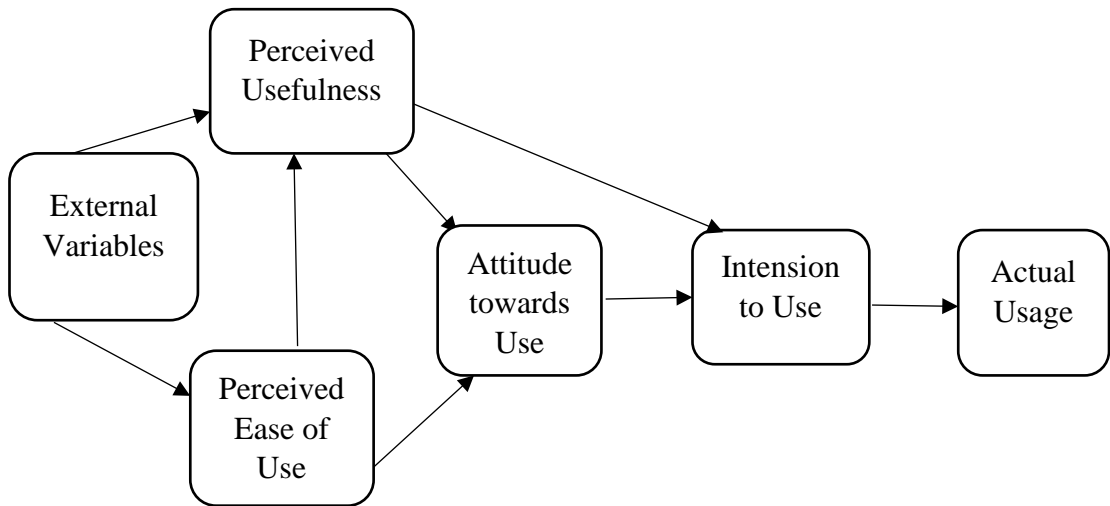 Perceived
Usefulness
External
Variables
Perceived
Ease of
Use
Attitude
towards
Use
Intension
to Use
Actual
Usage